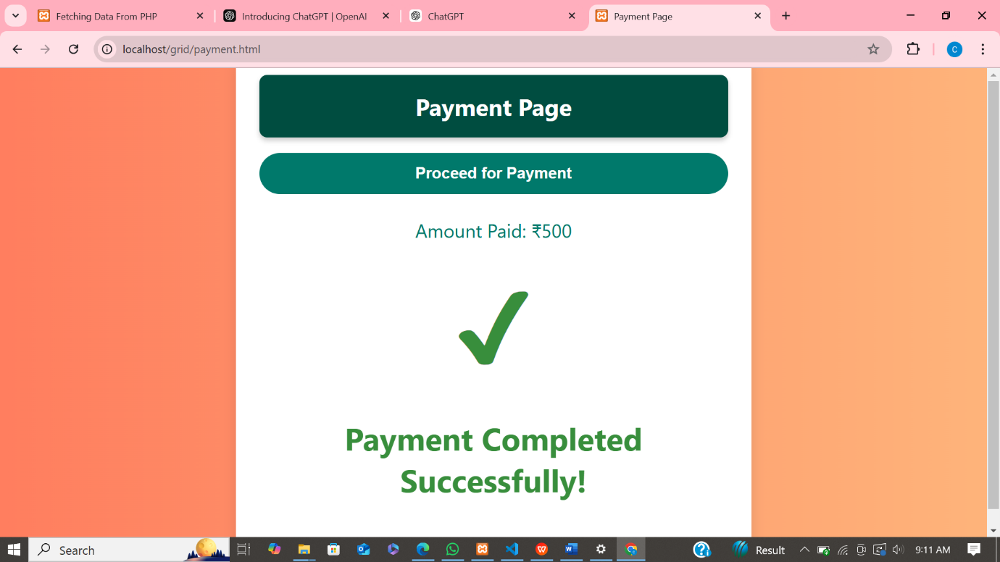 Fetching Data From PHP
Introducing ChatGPT | OpenAI
ChatGPT
Payment Page
localhost/grid/payment.html
C
Payment Page
Proceed for Payment
Amount Paid: ₹500
Payment Completed
Successfully!
Search
Result
9:11 AM